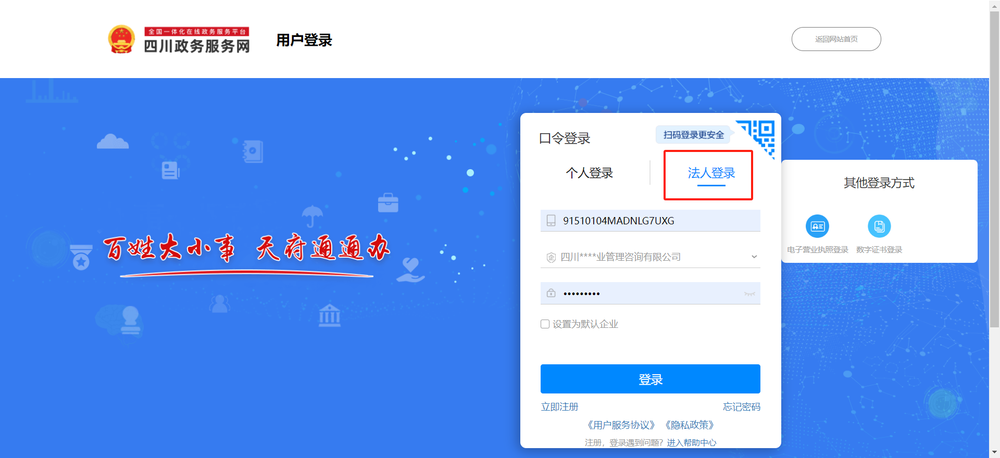 全国一体化在线政务服务平台
四川政务服务网
用户登录
返回网站首页
百姓大小事 天府通通办
口令登录
扫码登录更安全
个人登录
法人登录
91510104MADNLG7UXG
四川****业管理咨询有限公司
•••••••••
设置为默认企业
登录
立即注册
忘记密码
《用户服务协议》 《隐私政策》
注册，登录遇到问题? 进入帮助中心
其他登录方式
电子营业执照登录
数字证书登录